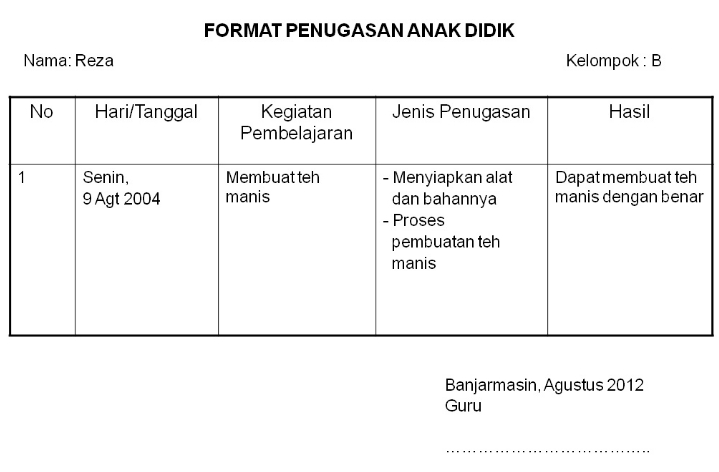 FORMAT PENUGASAN ANAK DIDIK
Nama: Reza
Kelompok : B
No
Hari/Tanggal
Kegiatan
Pembelajaran
Jenis Penugasan
Hasil
1
Senin,
9 Agt 2004
Membuat teh
manis
- Menyiapkan alat
dan bahannya
- Proses
pembuatan teh
manis
Dapat membuat teh
manis dengan benar
Banjarmasin, Agustus 2012
Guru
………………………………..